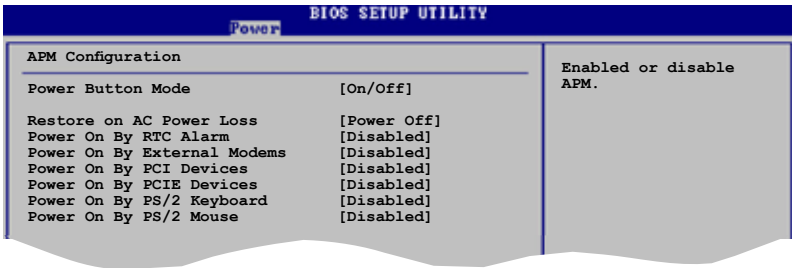 BIOS SETUP UTILITY
Power
APM Configuration
Power Button Mode [On/Off]
Restore on AC Power Loss [Power Off]
Power On By RTC Alarm [Disabled]
Power On By External Modems [Disabled]
Power On By PCI Devices [Disabled]
Power On By PCIE Devices [Disabled]
Power On By PS/2 Keyboard [Disabled]
Power On By PS/2 Mouse [Disabled]
Enabled or disable
APM.